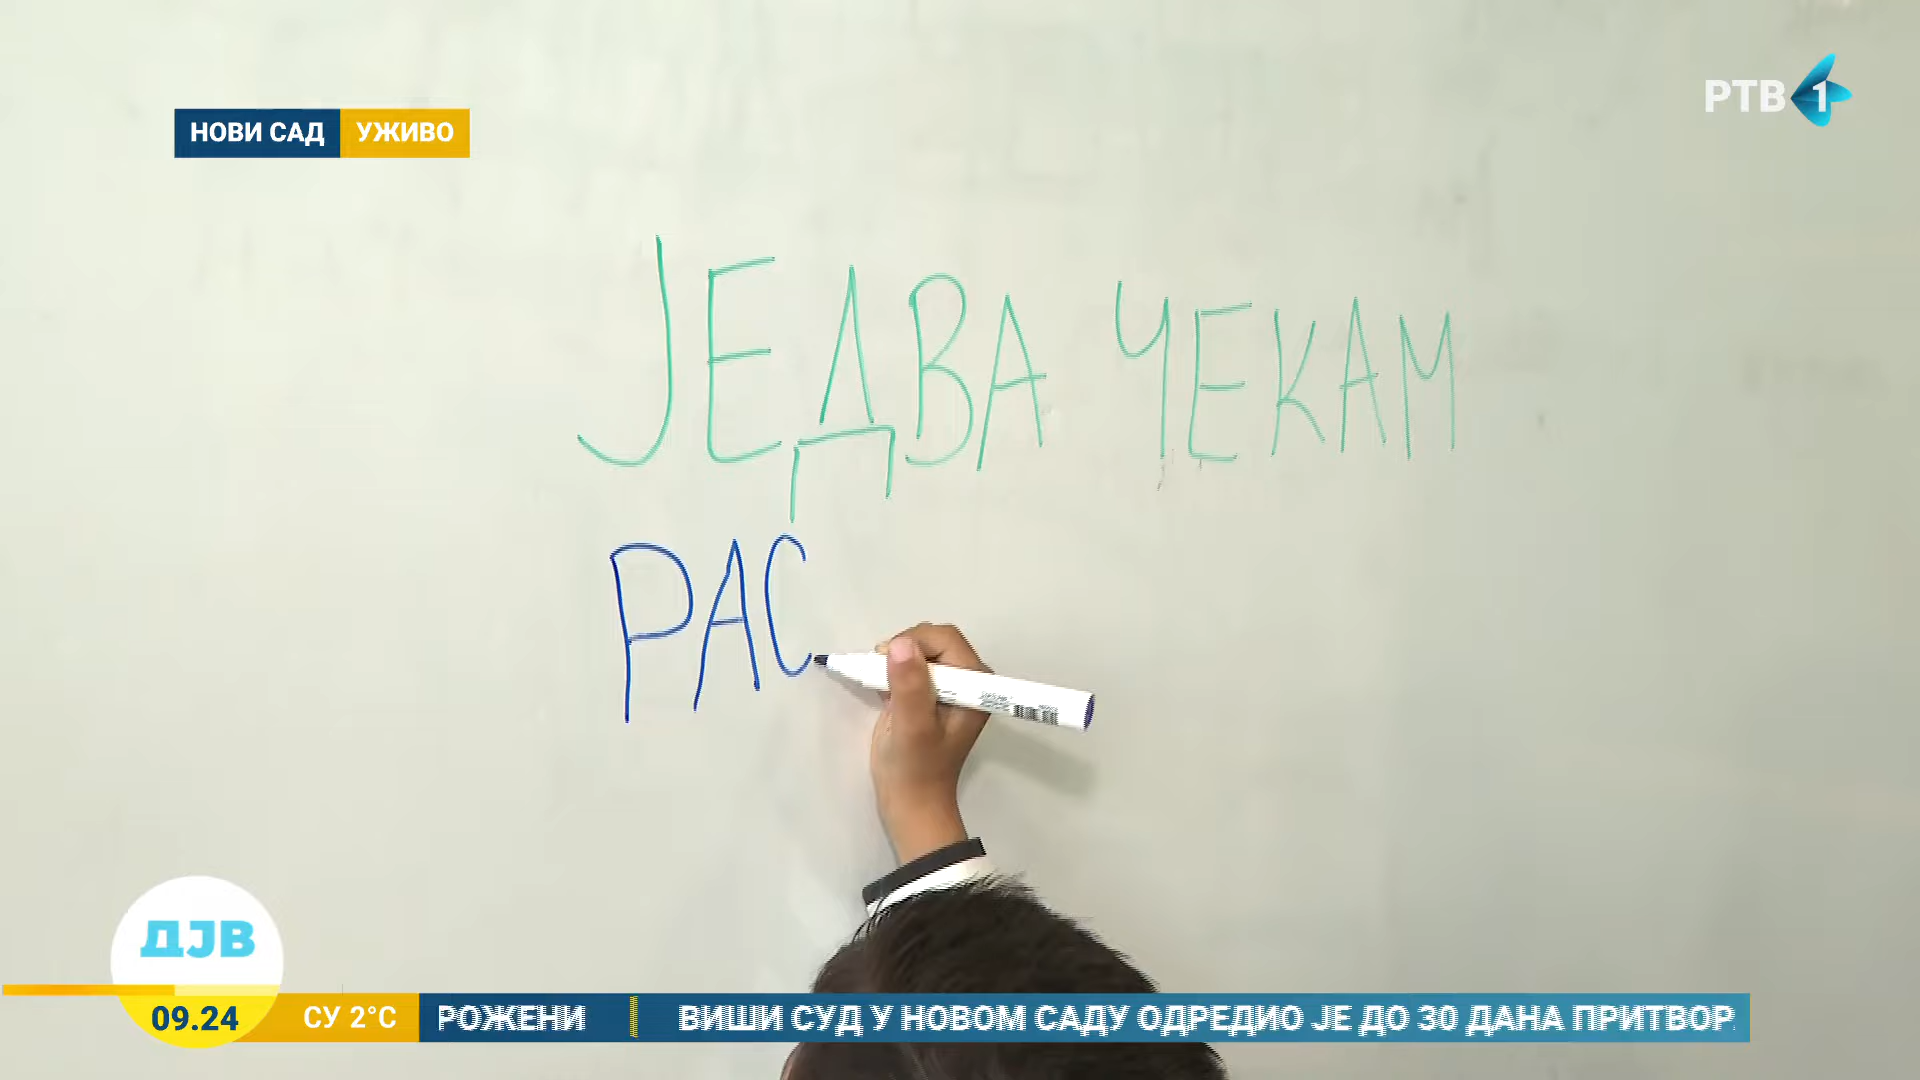 РТВ 1
НОВИ САД УЖИВО
ЈЕДВА ЧЕКАМ
РАС
ДЈВ
09.24 СУ 2°C РОЖЕНИ ВИШИ СУД У НОВОМ САДУ ОДРЕДИО ЈЕ ДО 30 ДАНА ПРИТВОР